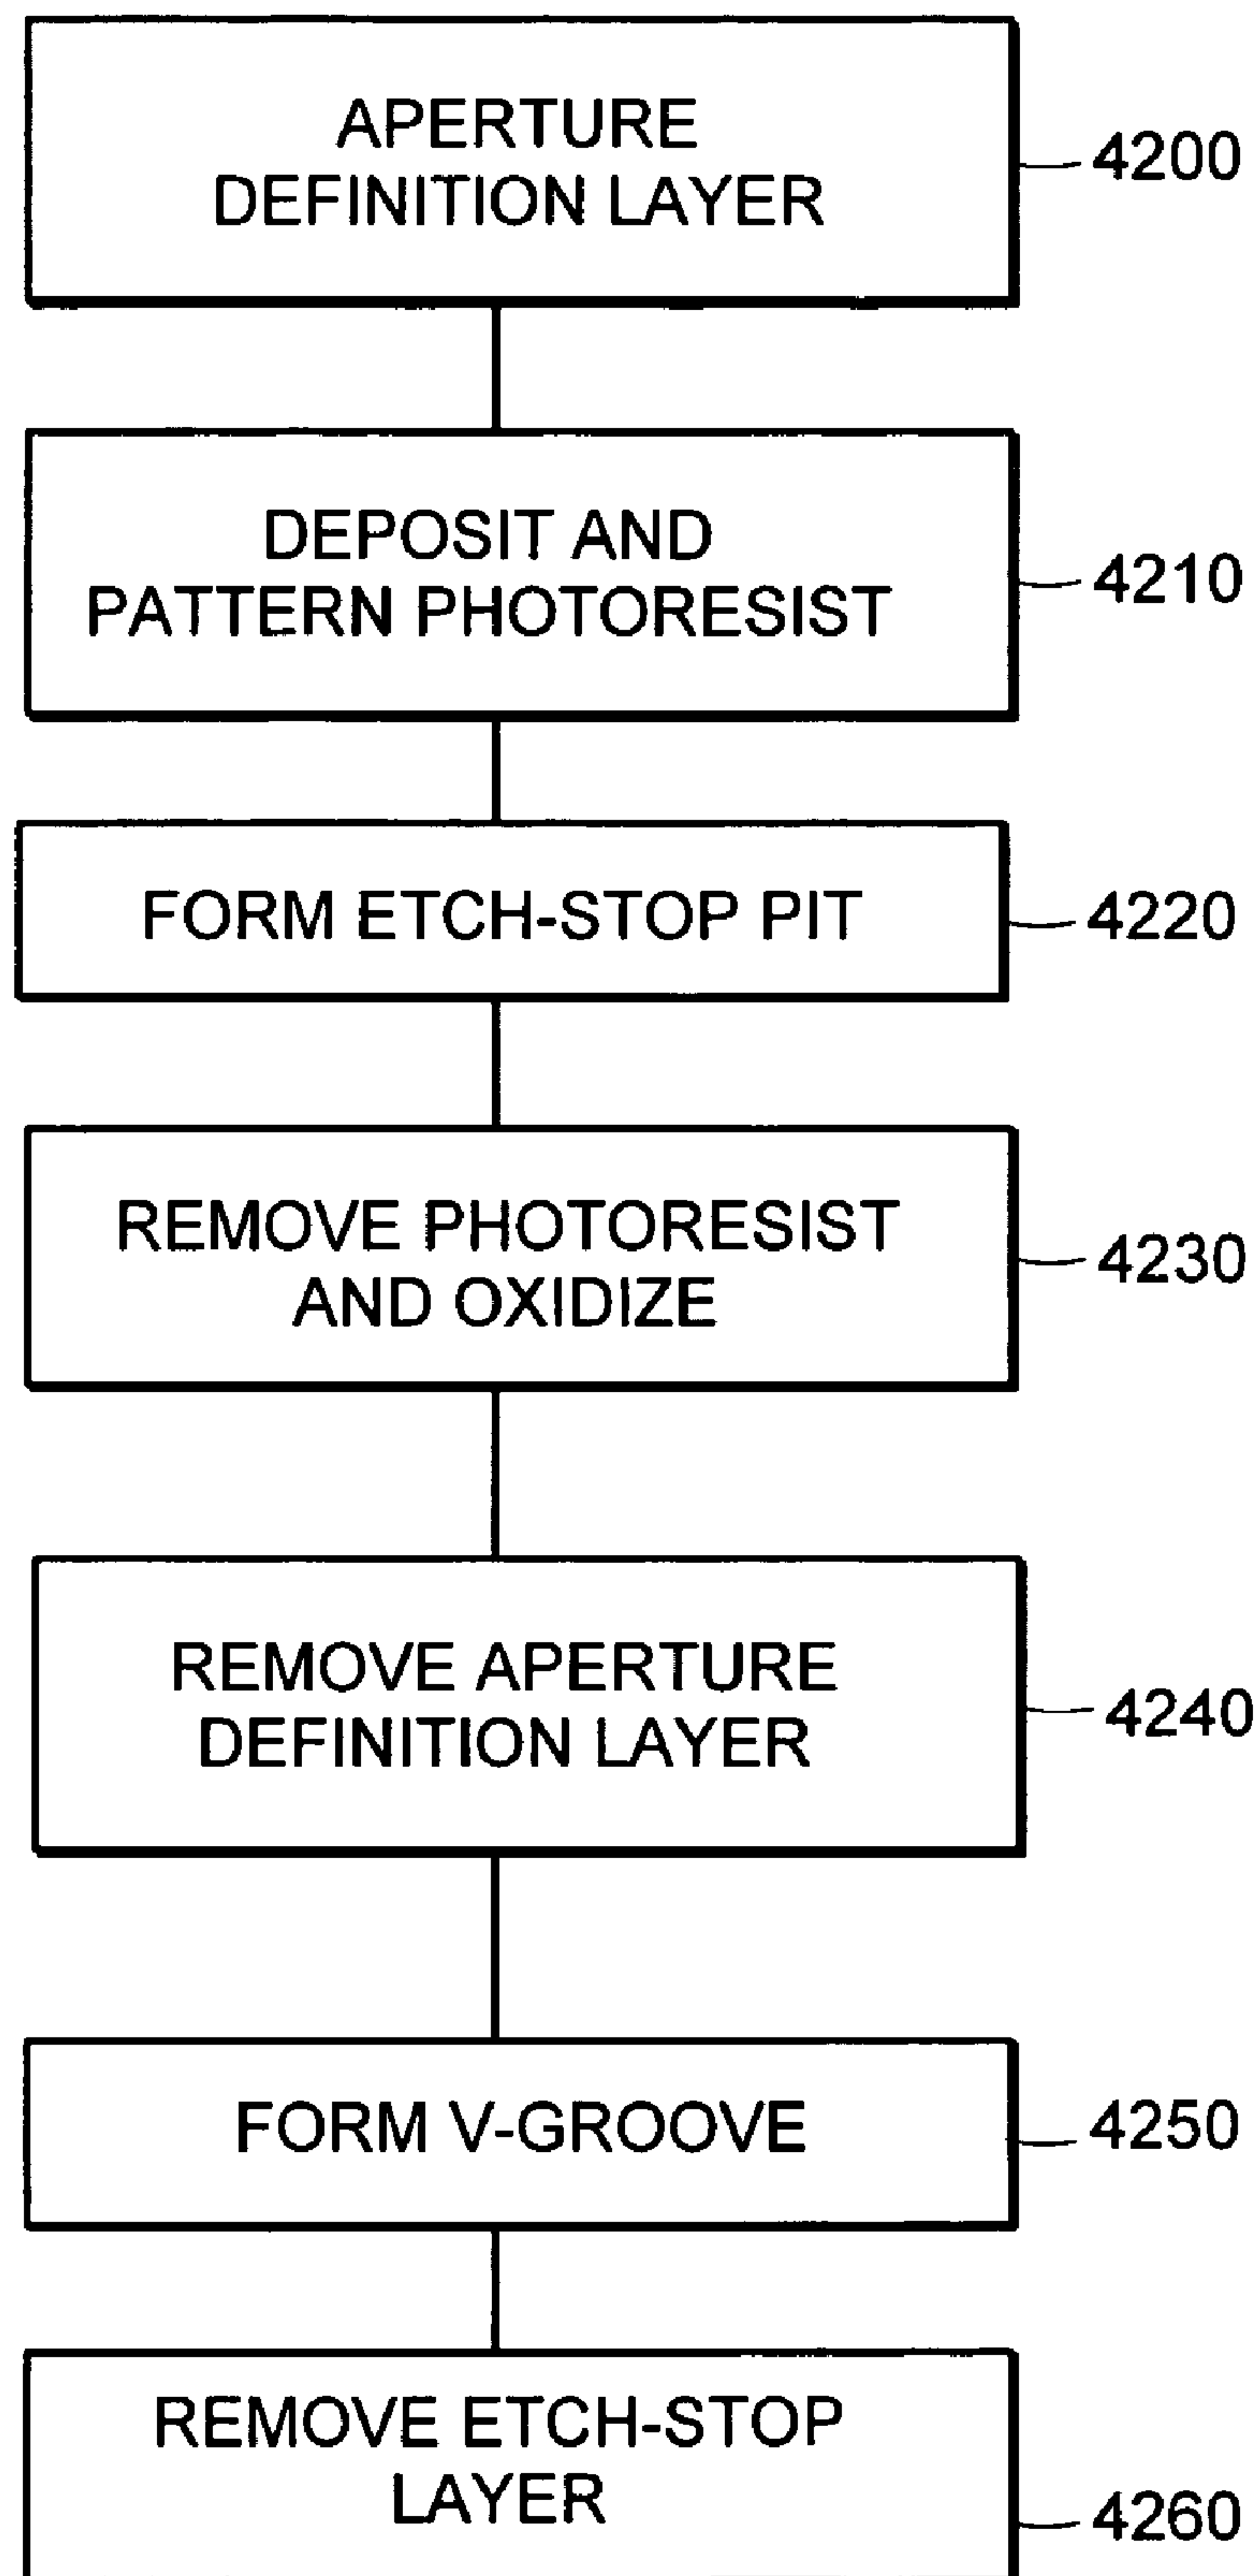 APERTURE
DEFINITION LAYER
4200
DEPOSIT AND
PATTERN PHOTORESIST
4210
FORM ETCH-STOP PIT
4220
REMOVE PHOTORESIST
AND OXIDIZE
4230
REMOVE APERTURE
DEFINITION LAYER
4240
FORM V-GROOVE
4250
REMOVE ETCH-STOP
LAYER
4260